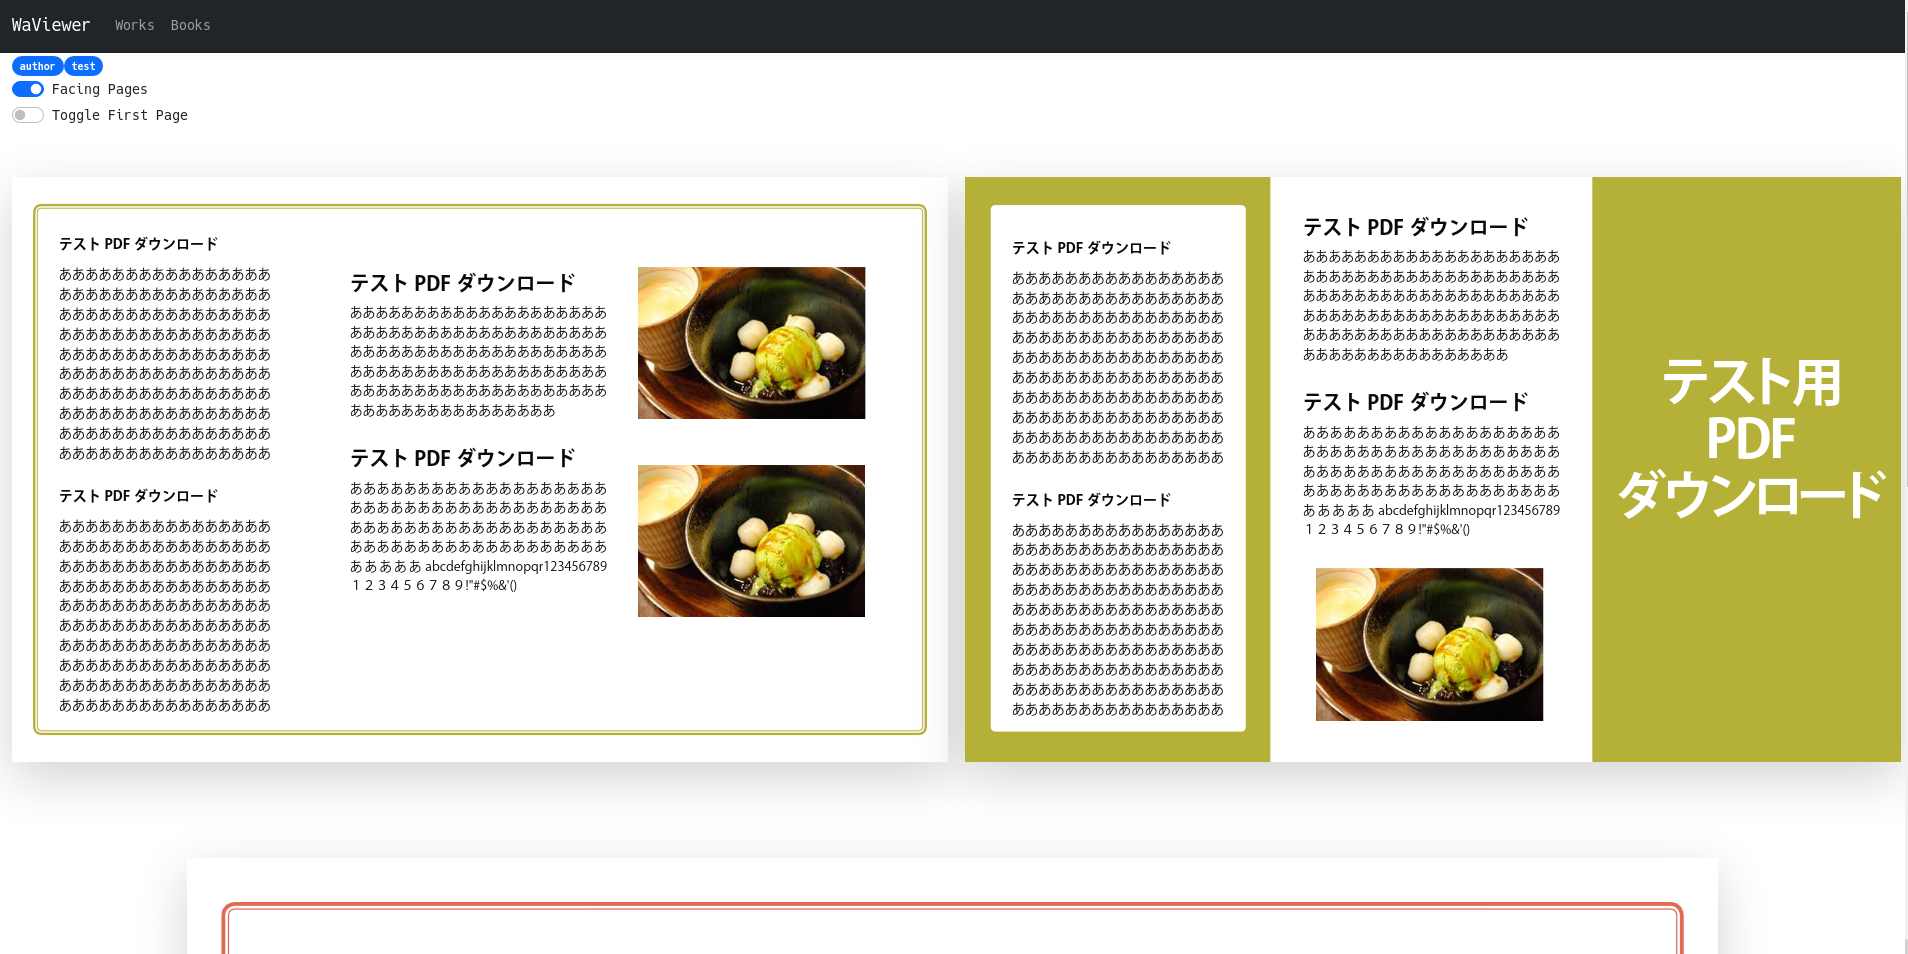 WaViewer Works Books
author test
Facing Pages
Toggle First Page
テスト PDF ダウンロード
ああああああああああああああああ
ああああああああああああああああ
ああああああああああああああああ
ああああああああああああああああ
ああああああああああああああああ
ああああああああああああああああ
ああああああああああああああああ
ああああああああああああああああ
ああああああああああああああああ
ああああああああああああああああ
テスト PDF ダウンロード
ああああああああああああああああ
ああああああああああああああああ
ああああああああああああああああ
ああああああああああああああああ
ああああああああああああああああ
ああああああああああああああああ
ああああああああああああああああ
ああああああああああああああああ
ああああああああああああああああ
ああああああああああああああああ
テスト PDF ダウンロード
ああああああああああああああああああああ
ああああああああああああああああああああ
ああああああああああああああああああああ
ああああああああああああああああああああ
ああああああああああああああああああああ
ああああああああああああああああ
テスト PDF ダウンロード
あああああああああああああああああああ
あああああああああああああああああああ
あああああああああああああああああああ
あああああああああああああああああああ
あああああ abcdefghijklmnopqr123456789
１２３４５６７８９!"#$%&'()
テスト PDF ダウンロード
ああああああああああああああああ
ああああああああああああああああ
ああああああああああああああああ
ああああああああああああああああ
ああああああああああああああああ
ああああああああああああああああ
ああああああああああああああああ
ああああああああああああああああ
ああああああああああああああああ
ああああああああああああああああ
テスト PDF ダウンロード
ああああああああああああああああ
ああああああああああああああああ
ああああああああああああああああ
ああああああああああああああああ
ああああああああああああああああ
ああああああああああああああああ
ああああああああああああああああ
ああああああああああああああああ
ああああああああああああああああ
ああああああああああああああああ
テスト PDF ダウンロード
ああああああああああああああああああああ
ああああああああああああああああああああ
ああああああああああああああああああああ
ああああああああああああああああああああ
ああああああああああああああああああああ
ああああああああああああああああ
テスト PDF ダウンロード
あああああああああああああああああああ
あああああああああああああああああああ
あああああああああああああああああああ
あああああああああああああああああああ
あああああ abcdefghijklmnopqr123456789
１２３４５６７８９!"#$%&'()
テスト用
PDF
ダウンロード